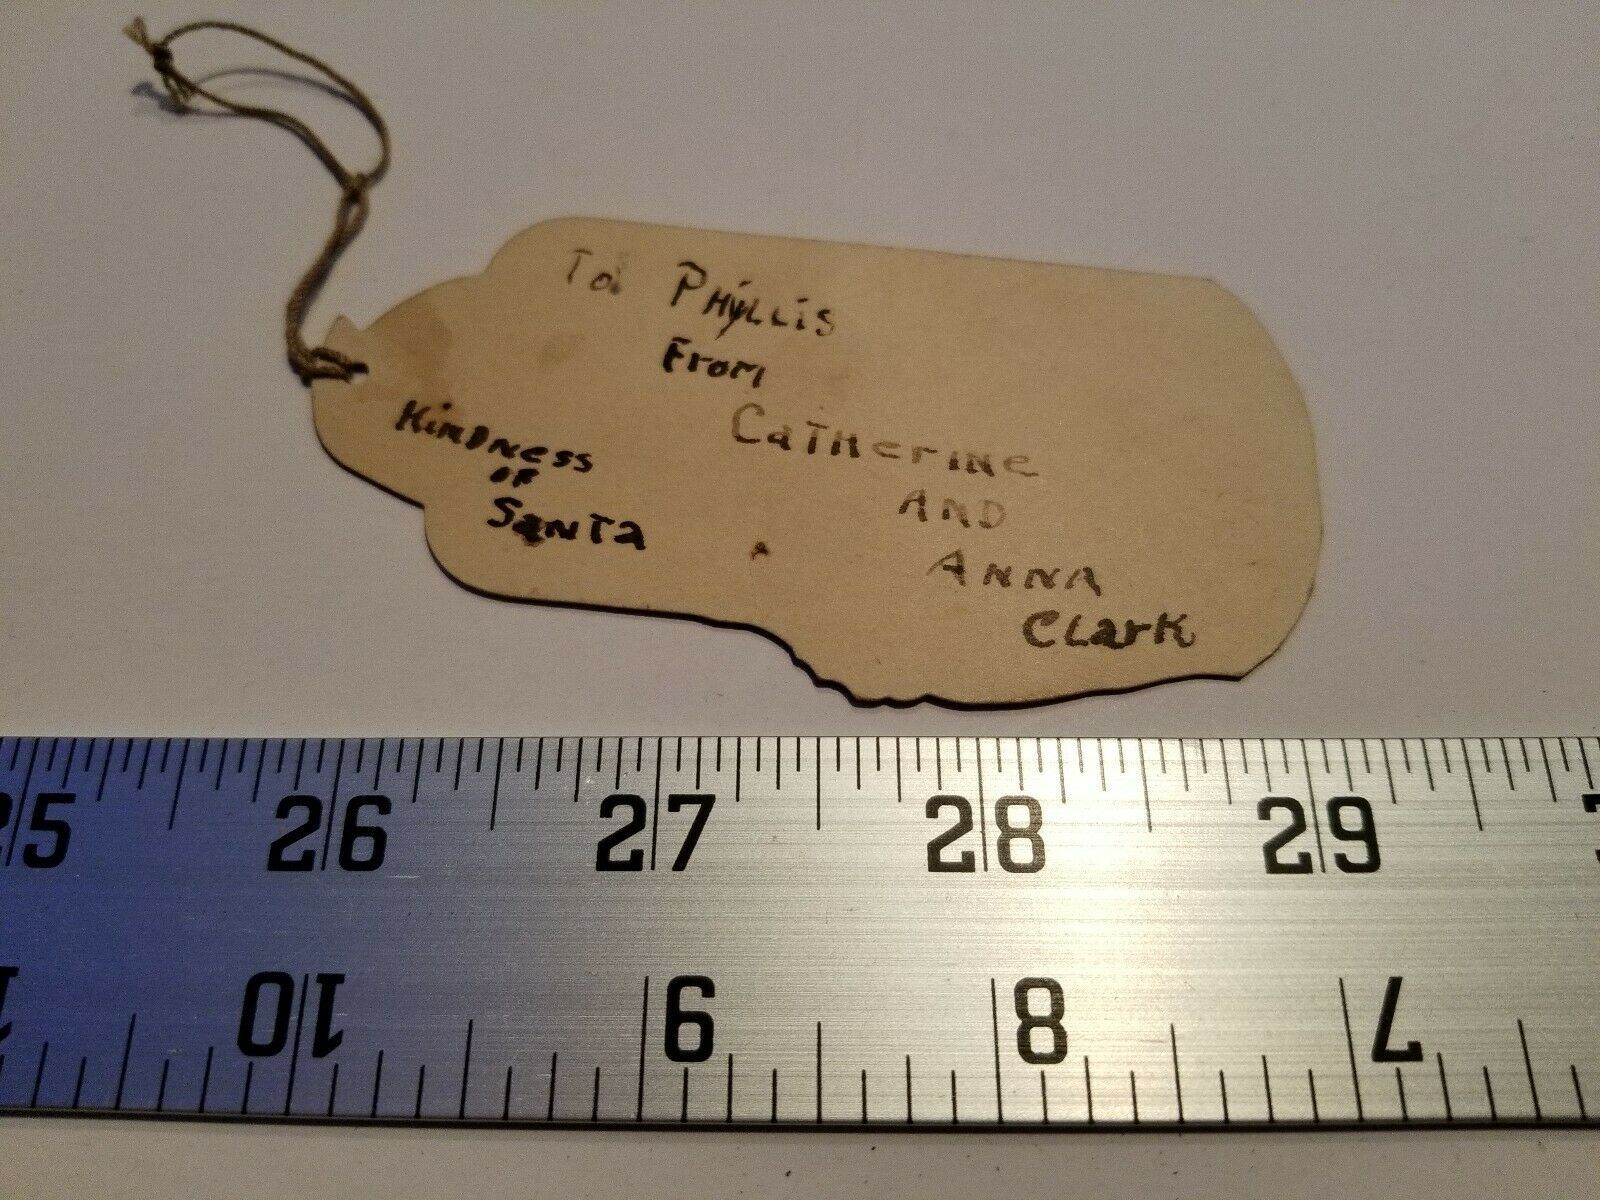 To Phyllis
From
Catherine
AND
Anna
Clark
Kindness
of
Santa
25 26 27 28 29
10 9 8 7